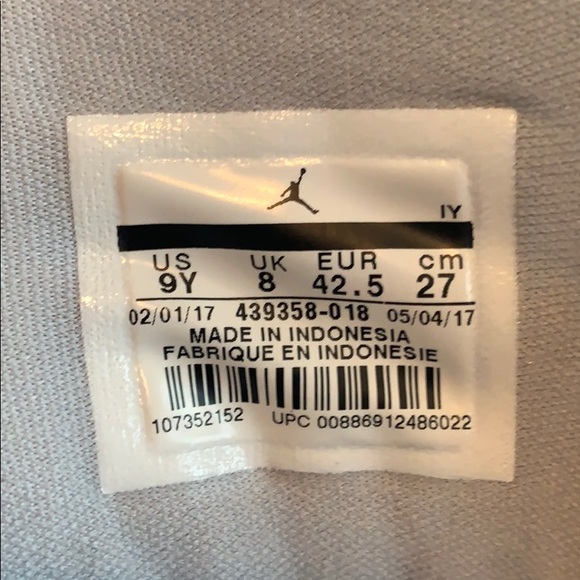 IY
US UK EUR cm
9Y 8 42.5 27
02/01/17 439358-018 05/04/17
MADE IN INDONESIA
FABRIQUE EN INDONESIE
107352152 UPC 00886912486022